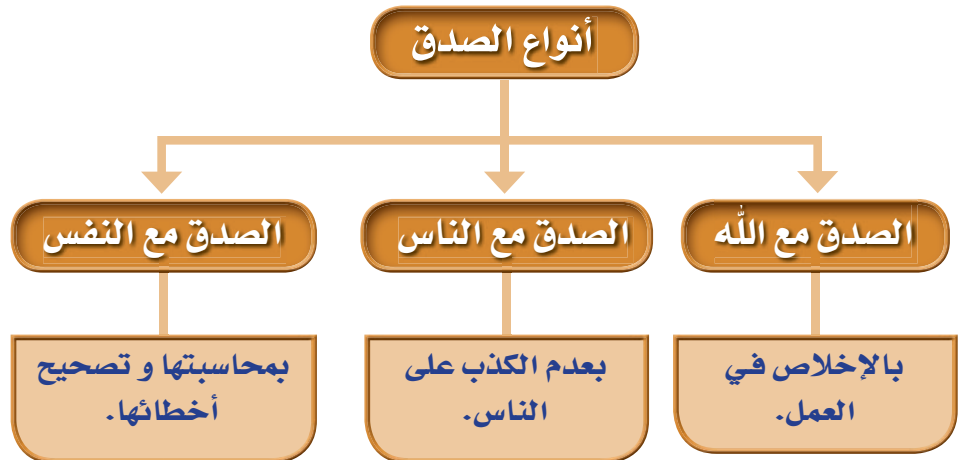 أنواع الصدق
الصدق مع الله
الصدق مع الناس
الصدق مع النفس
بالإخلاص في
العمل.
بعدم الكذب على
الناس.
بمحاسبتها و تصحيح
أخطائها.